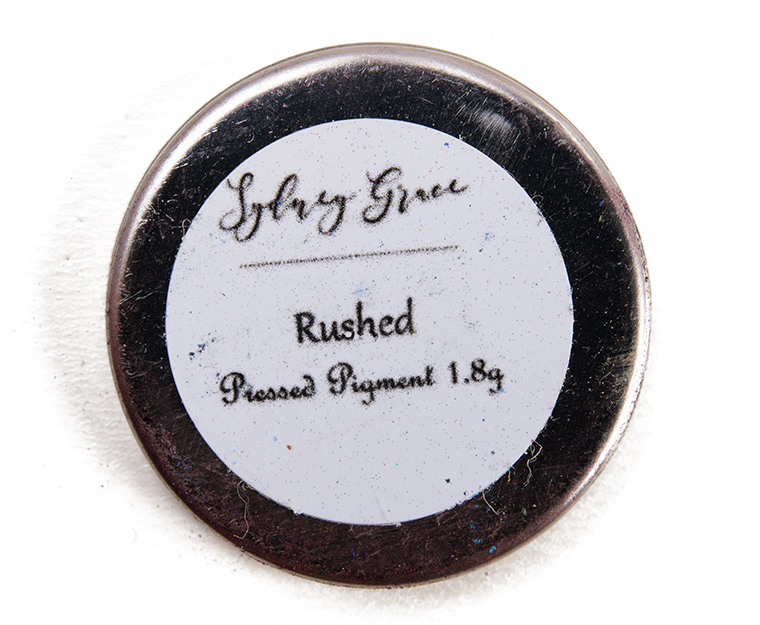 Sydney Grace
Rushed
Pressed Pigment 1.8g